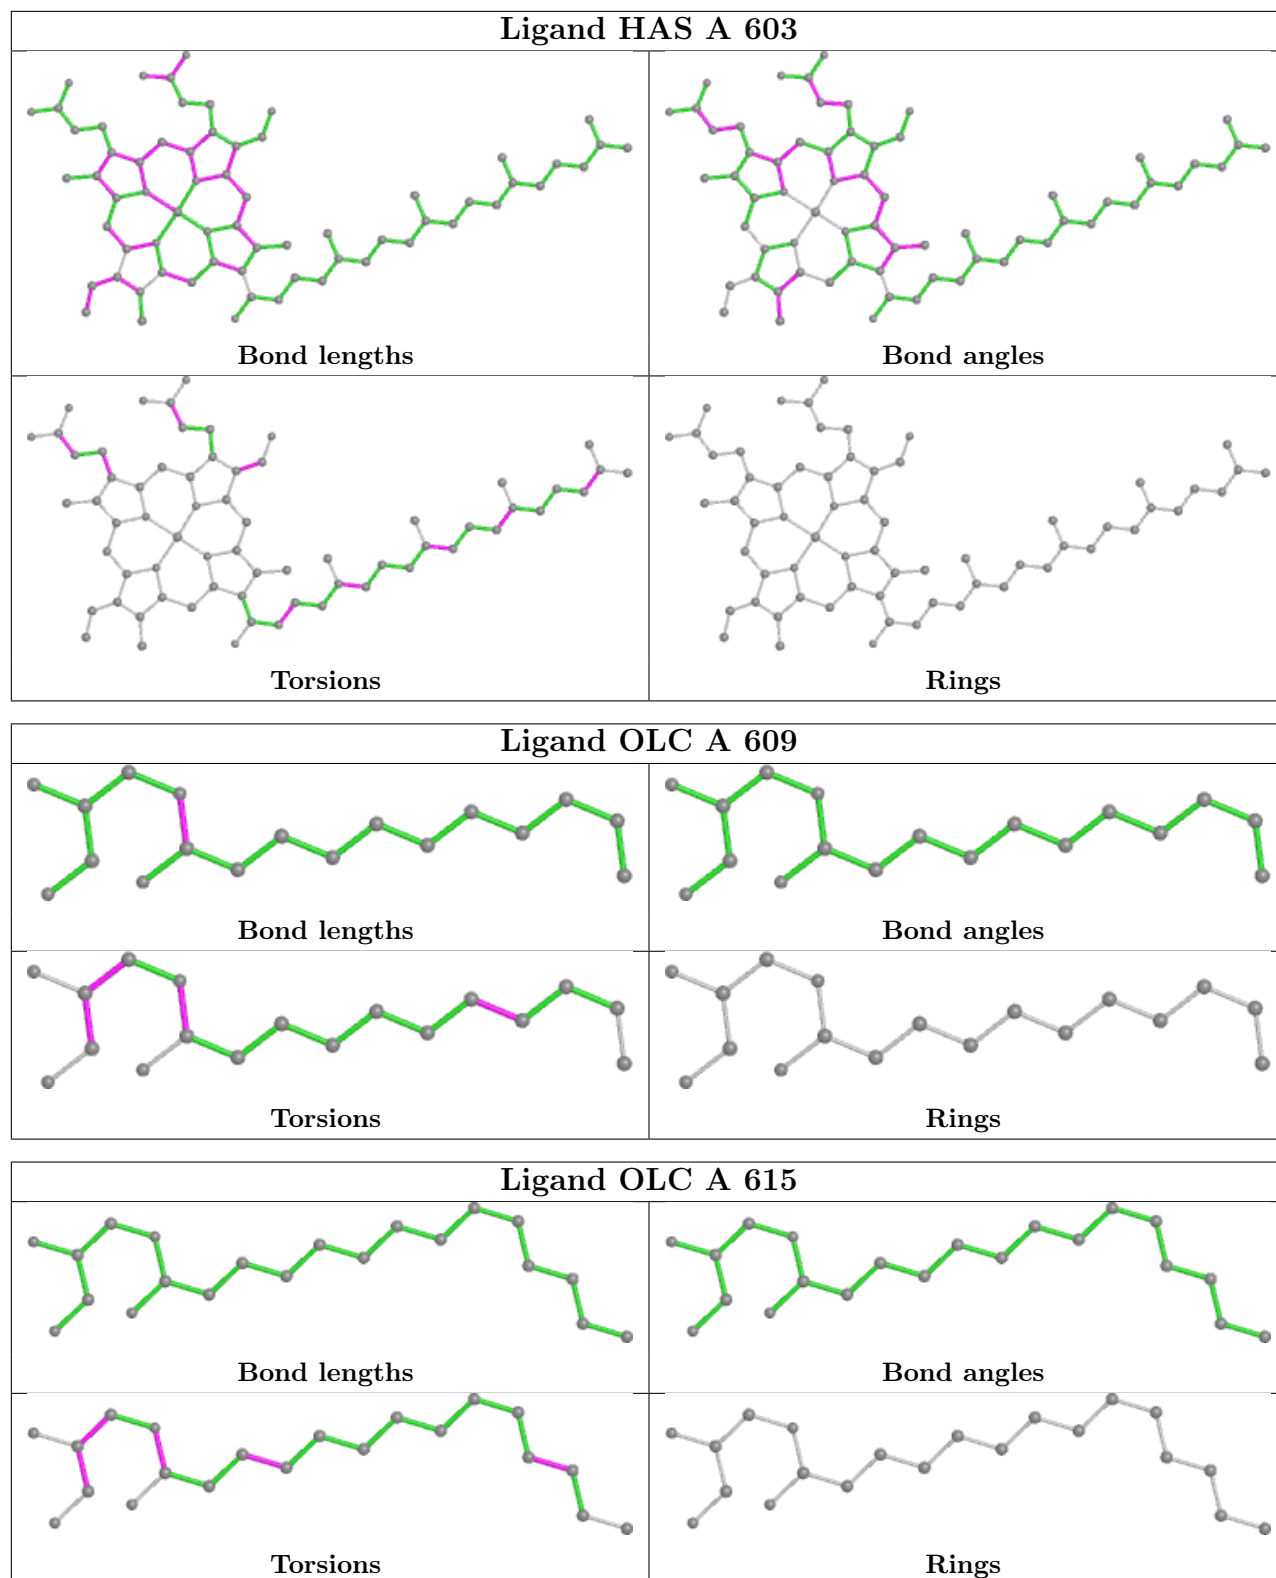 Ligand HAS A 603
Bond lengths
Bond angles
Torsions
Rings
Ligand OLC A 609
Bond lengths
Bond angles
Torsions
Rings
Ligand OLC A 615
Bond lengths
Bond angles
Torsions
Rings